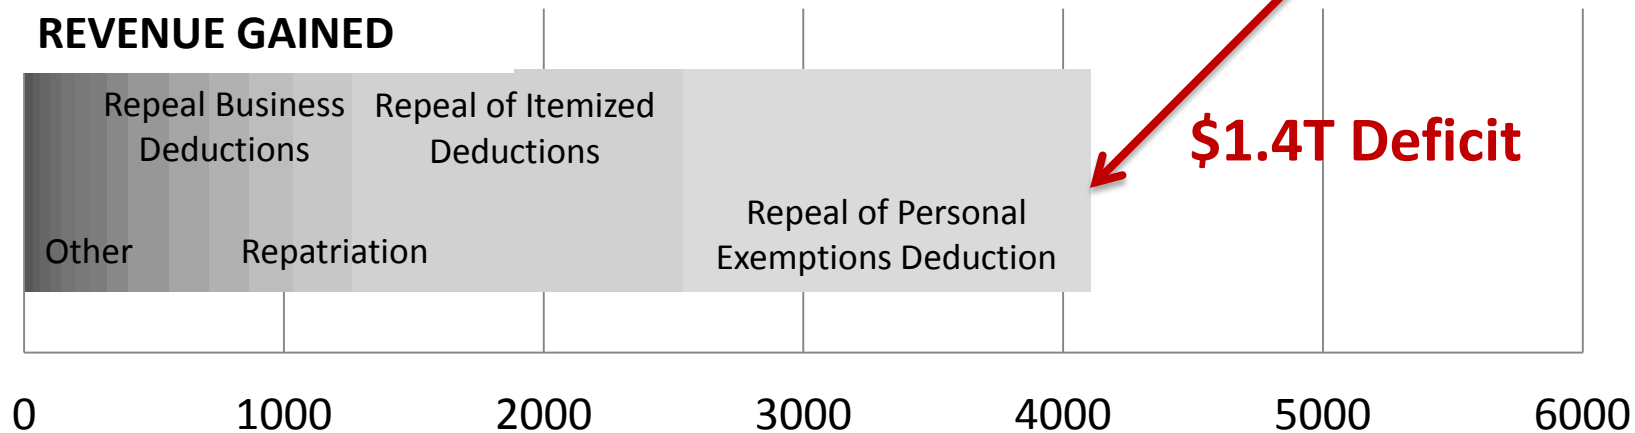 REVENUE GAINED
Repeal Business
Deductions
Repeal of Itemized
Deductions
$1.4T Deficit
Other
Repatriation
Repeal of Personal
Exemptions Deduction
0 1000 2000 3000 4000 5000 6000